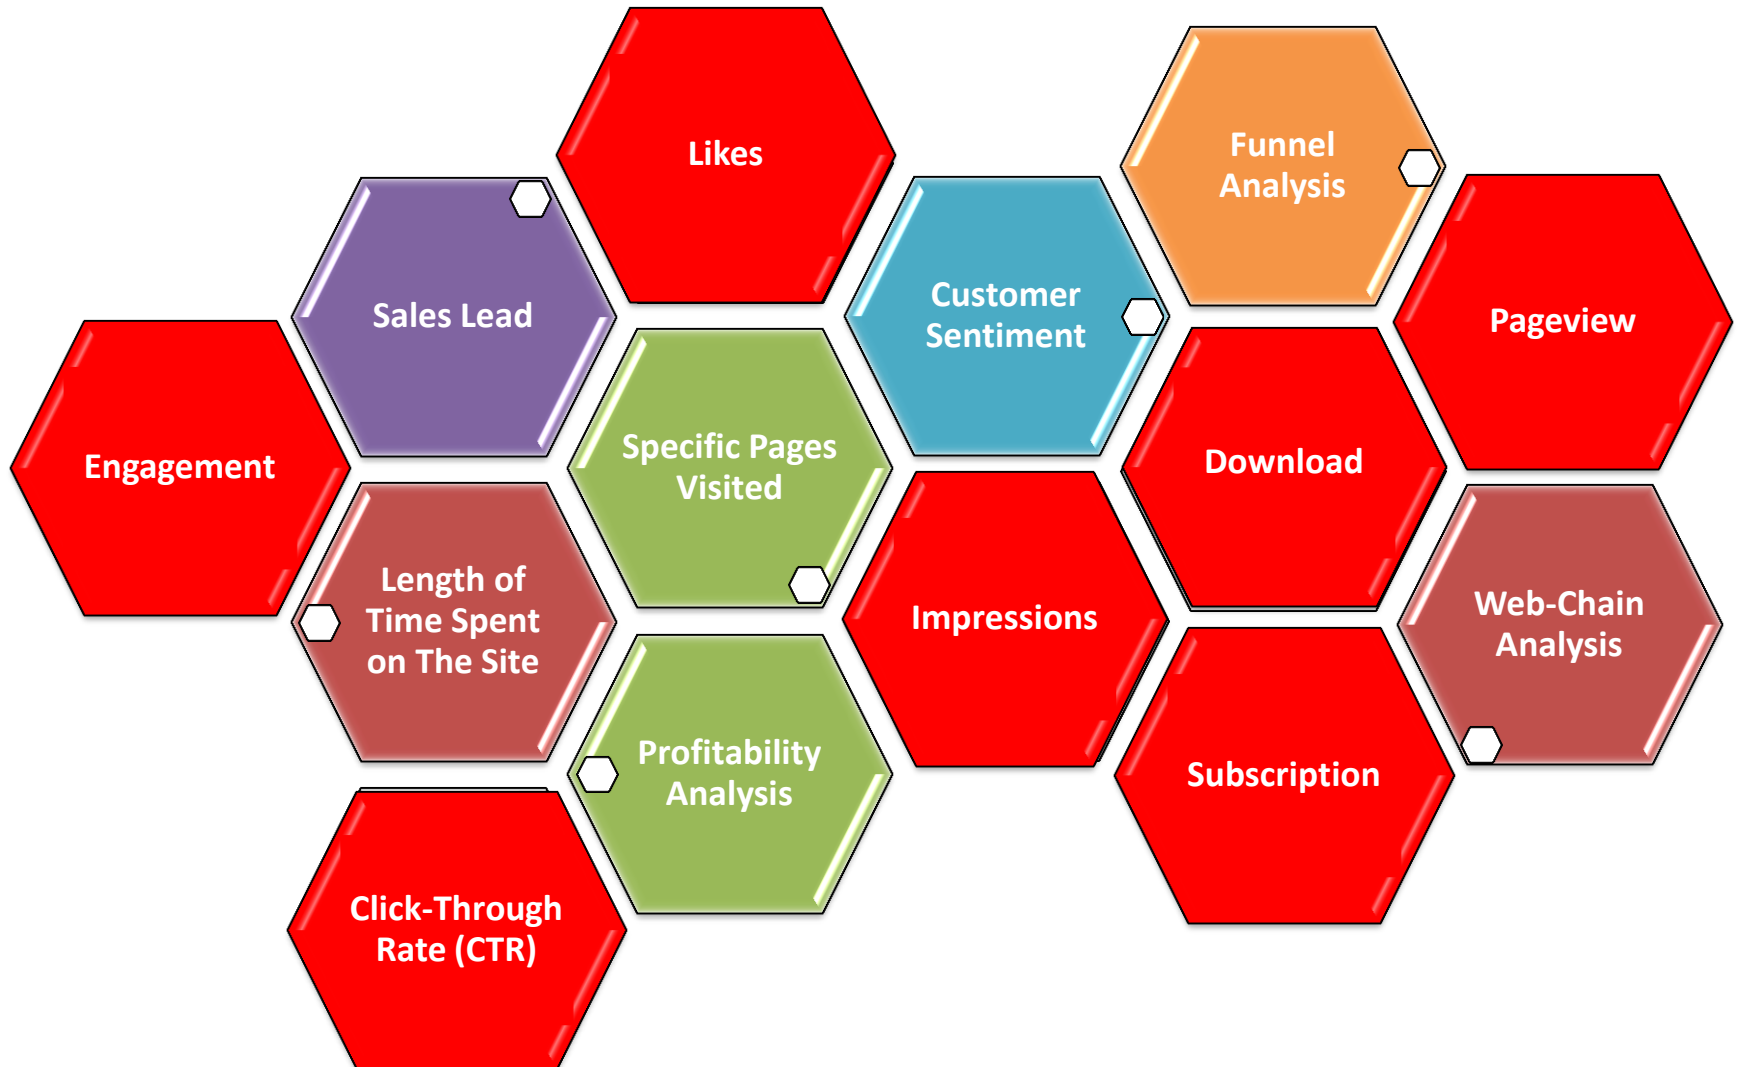 Likes
Funnel
Analysis
Sales Lead
Customer
Sentiment
Pageview
Engagement
Specific Pages
Visited
Download
Length of
Time Spent
on The Site
Impressions
Web-Chain
Analysis
Profitability
Analysis
Subscription
Click-Through
Rate (CTR)